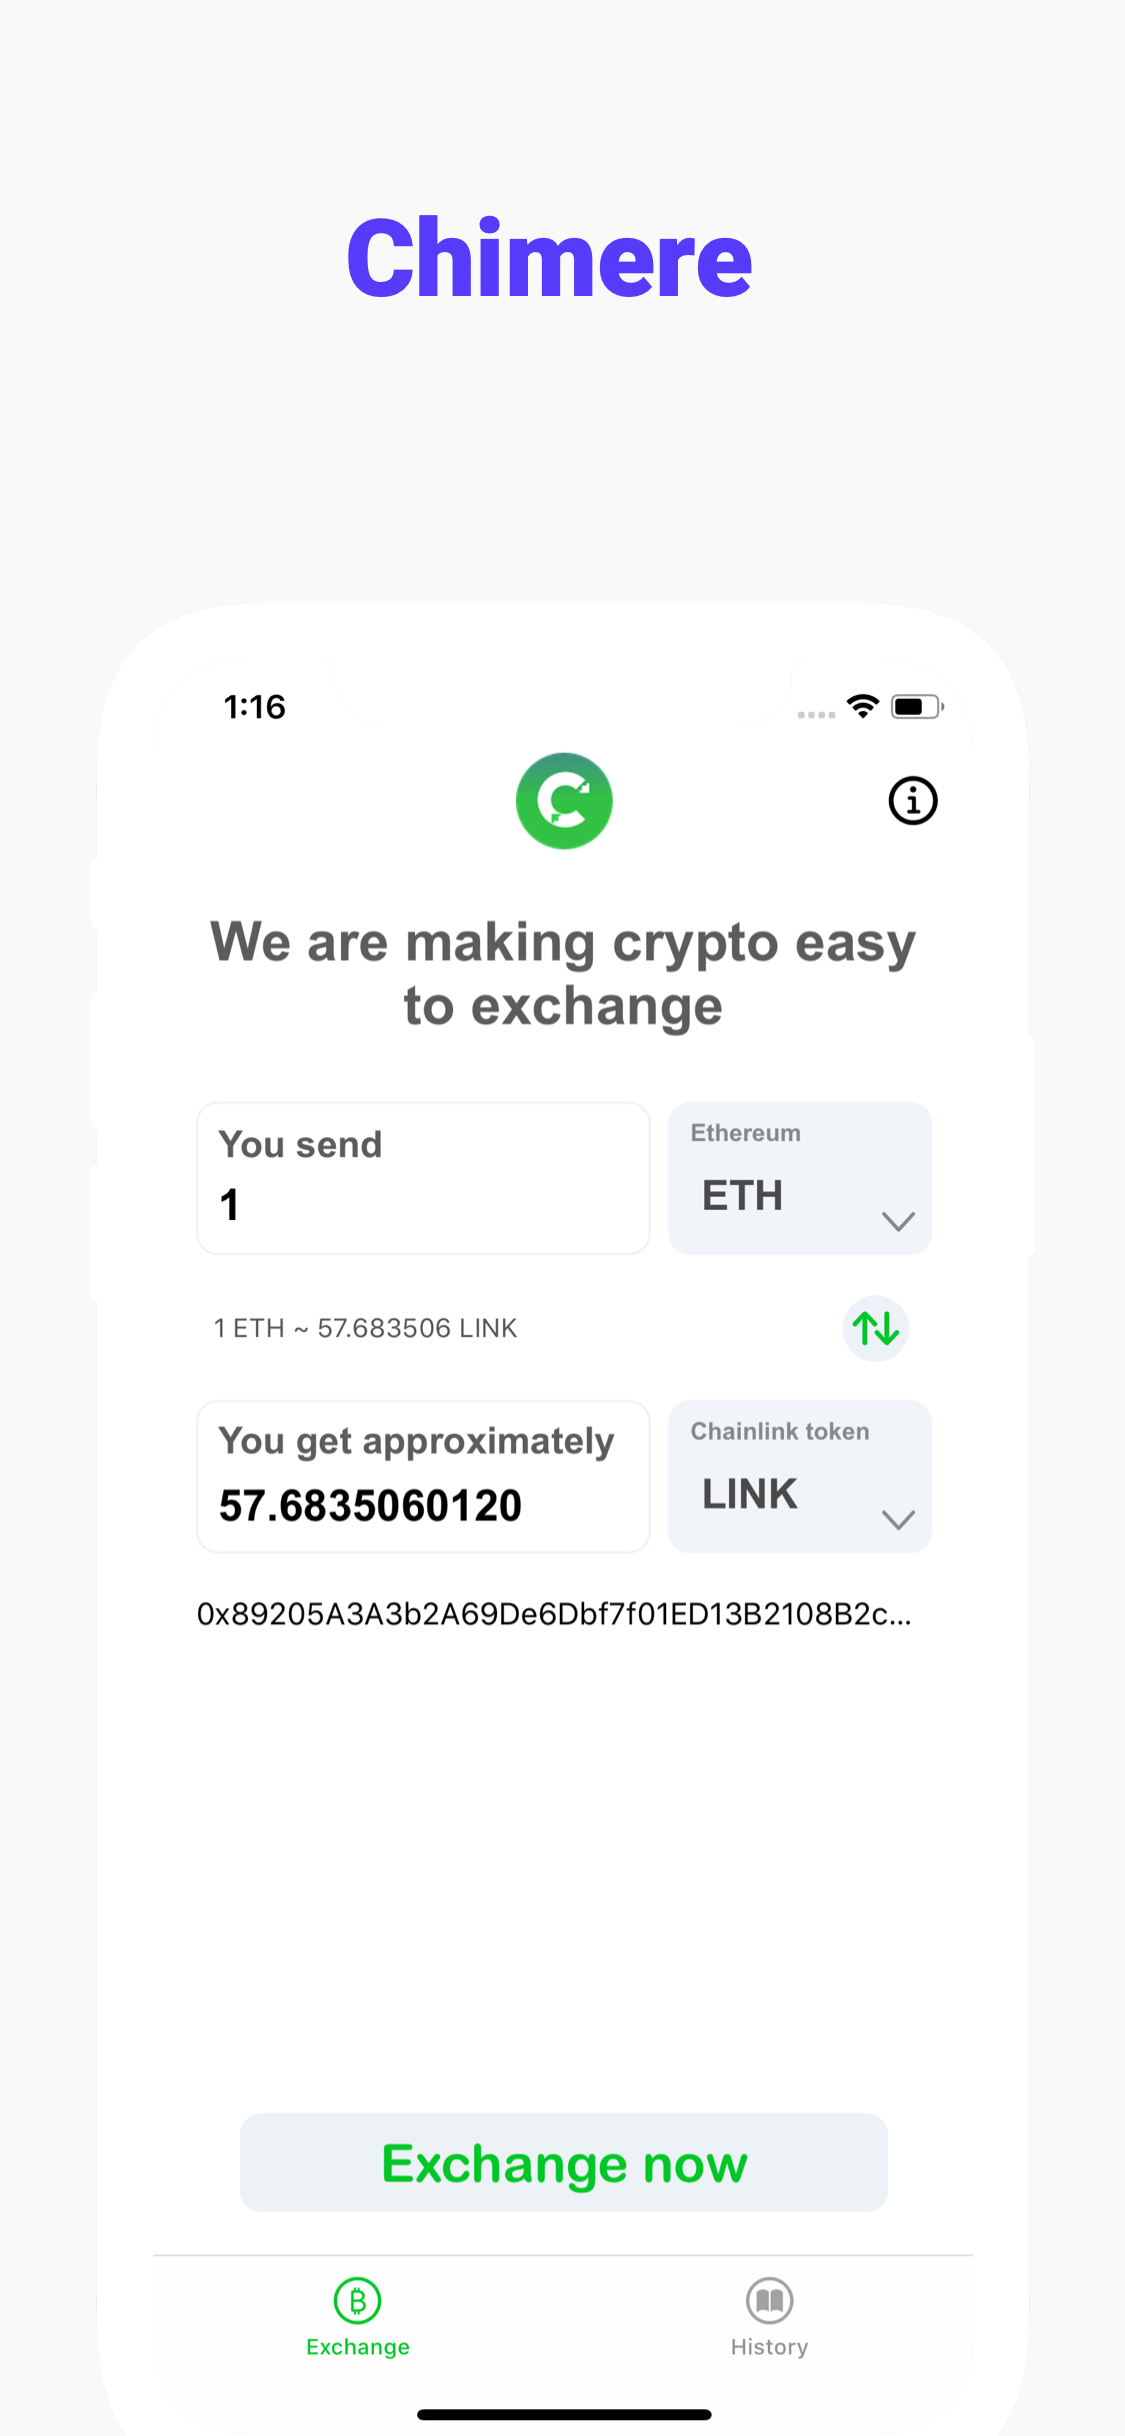 Chimere
1:16
We are making crypto easy
to exchange
You send
1
Ethereum
ETH
1 ETH ~ 57.683506 LINK
You get approximately
57.6835060120
Chainlink token
LINK
0x89205A3A3b2A69De6Dbf7f01ED13B2108B2c...
Exchange now
Exchange
History